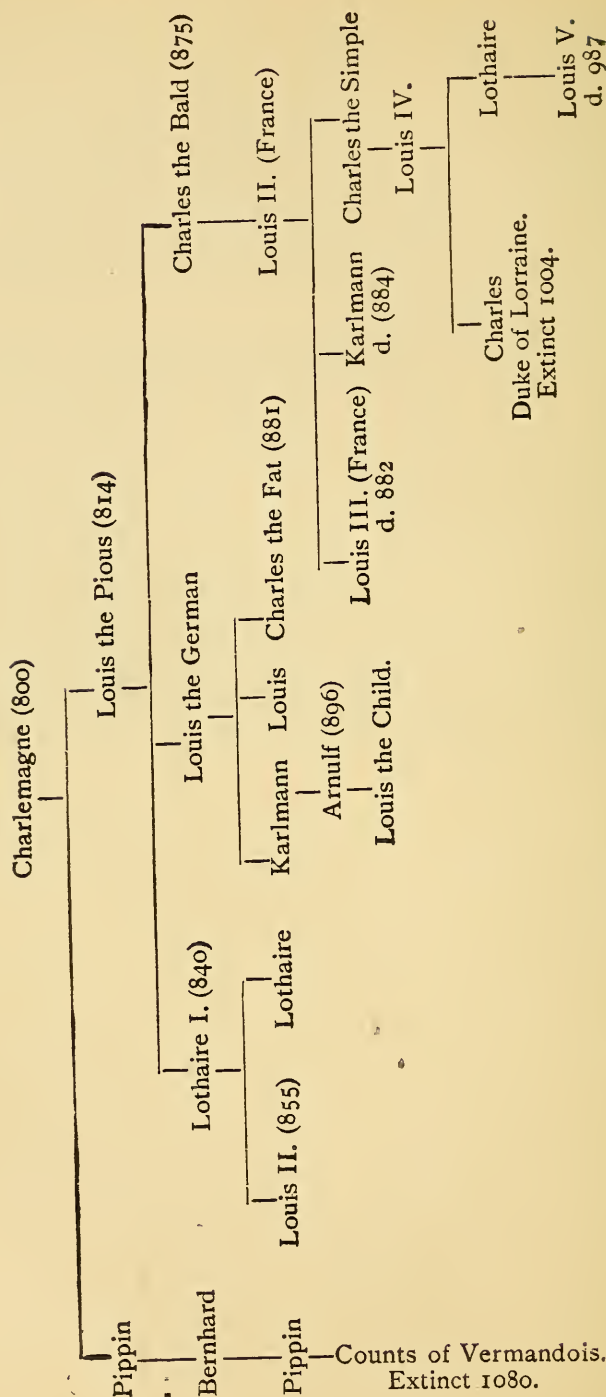 Charlemagne (800)
Pippin
Louis the Pious (814)
Bernhard
Lothaire I. (840)
Louis the German
Charles the Bald (875)
Pippin
Louis II. (855)
Lothaire
Karlmann
Louis
Charles the Fat (881)
Louis II. (France)
Counts of Vermandois.
Extinct 1080.
Arnulf (896)
Louis the Child.
Louis III. (France)
d. 882
Karlmann
d. (884)
Charles the Simple
Louis IV.
Charles
Duke of Lorraine.
Extinct 1004.
Lothaire
Louis V.
d. 987